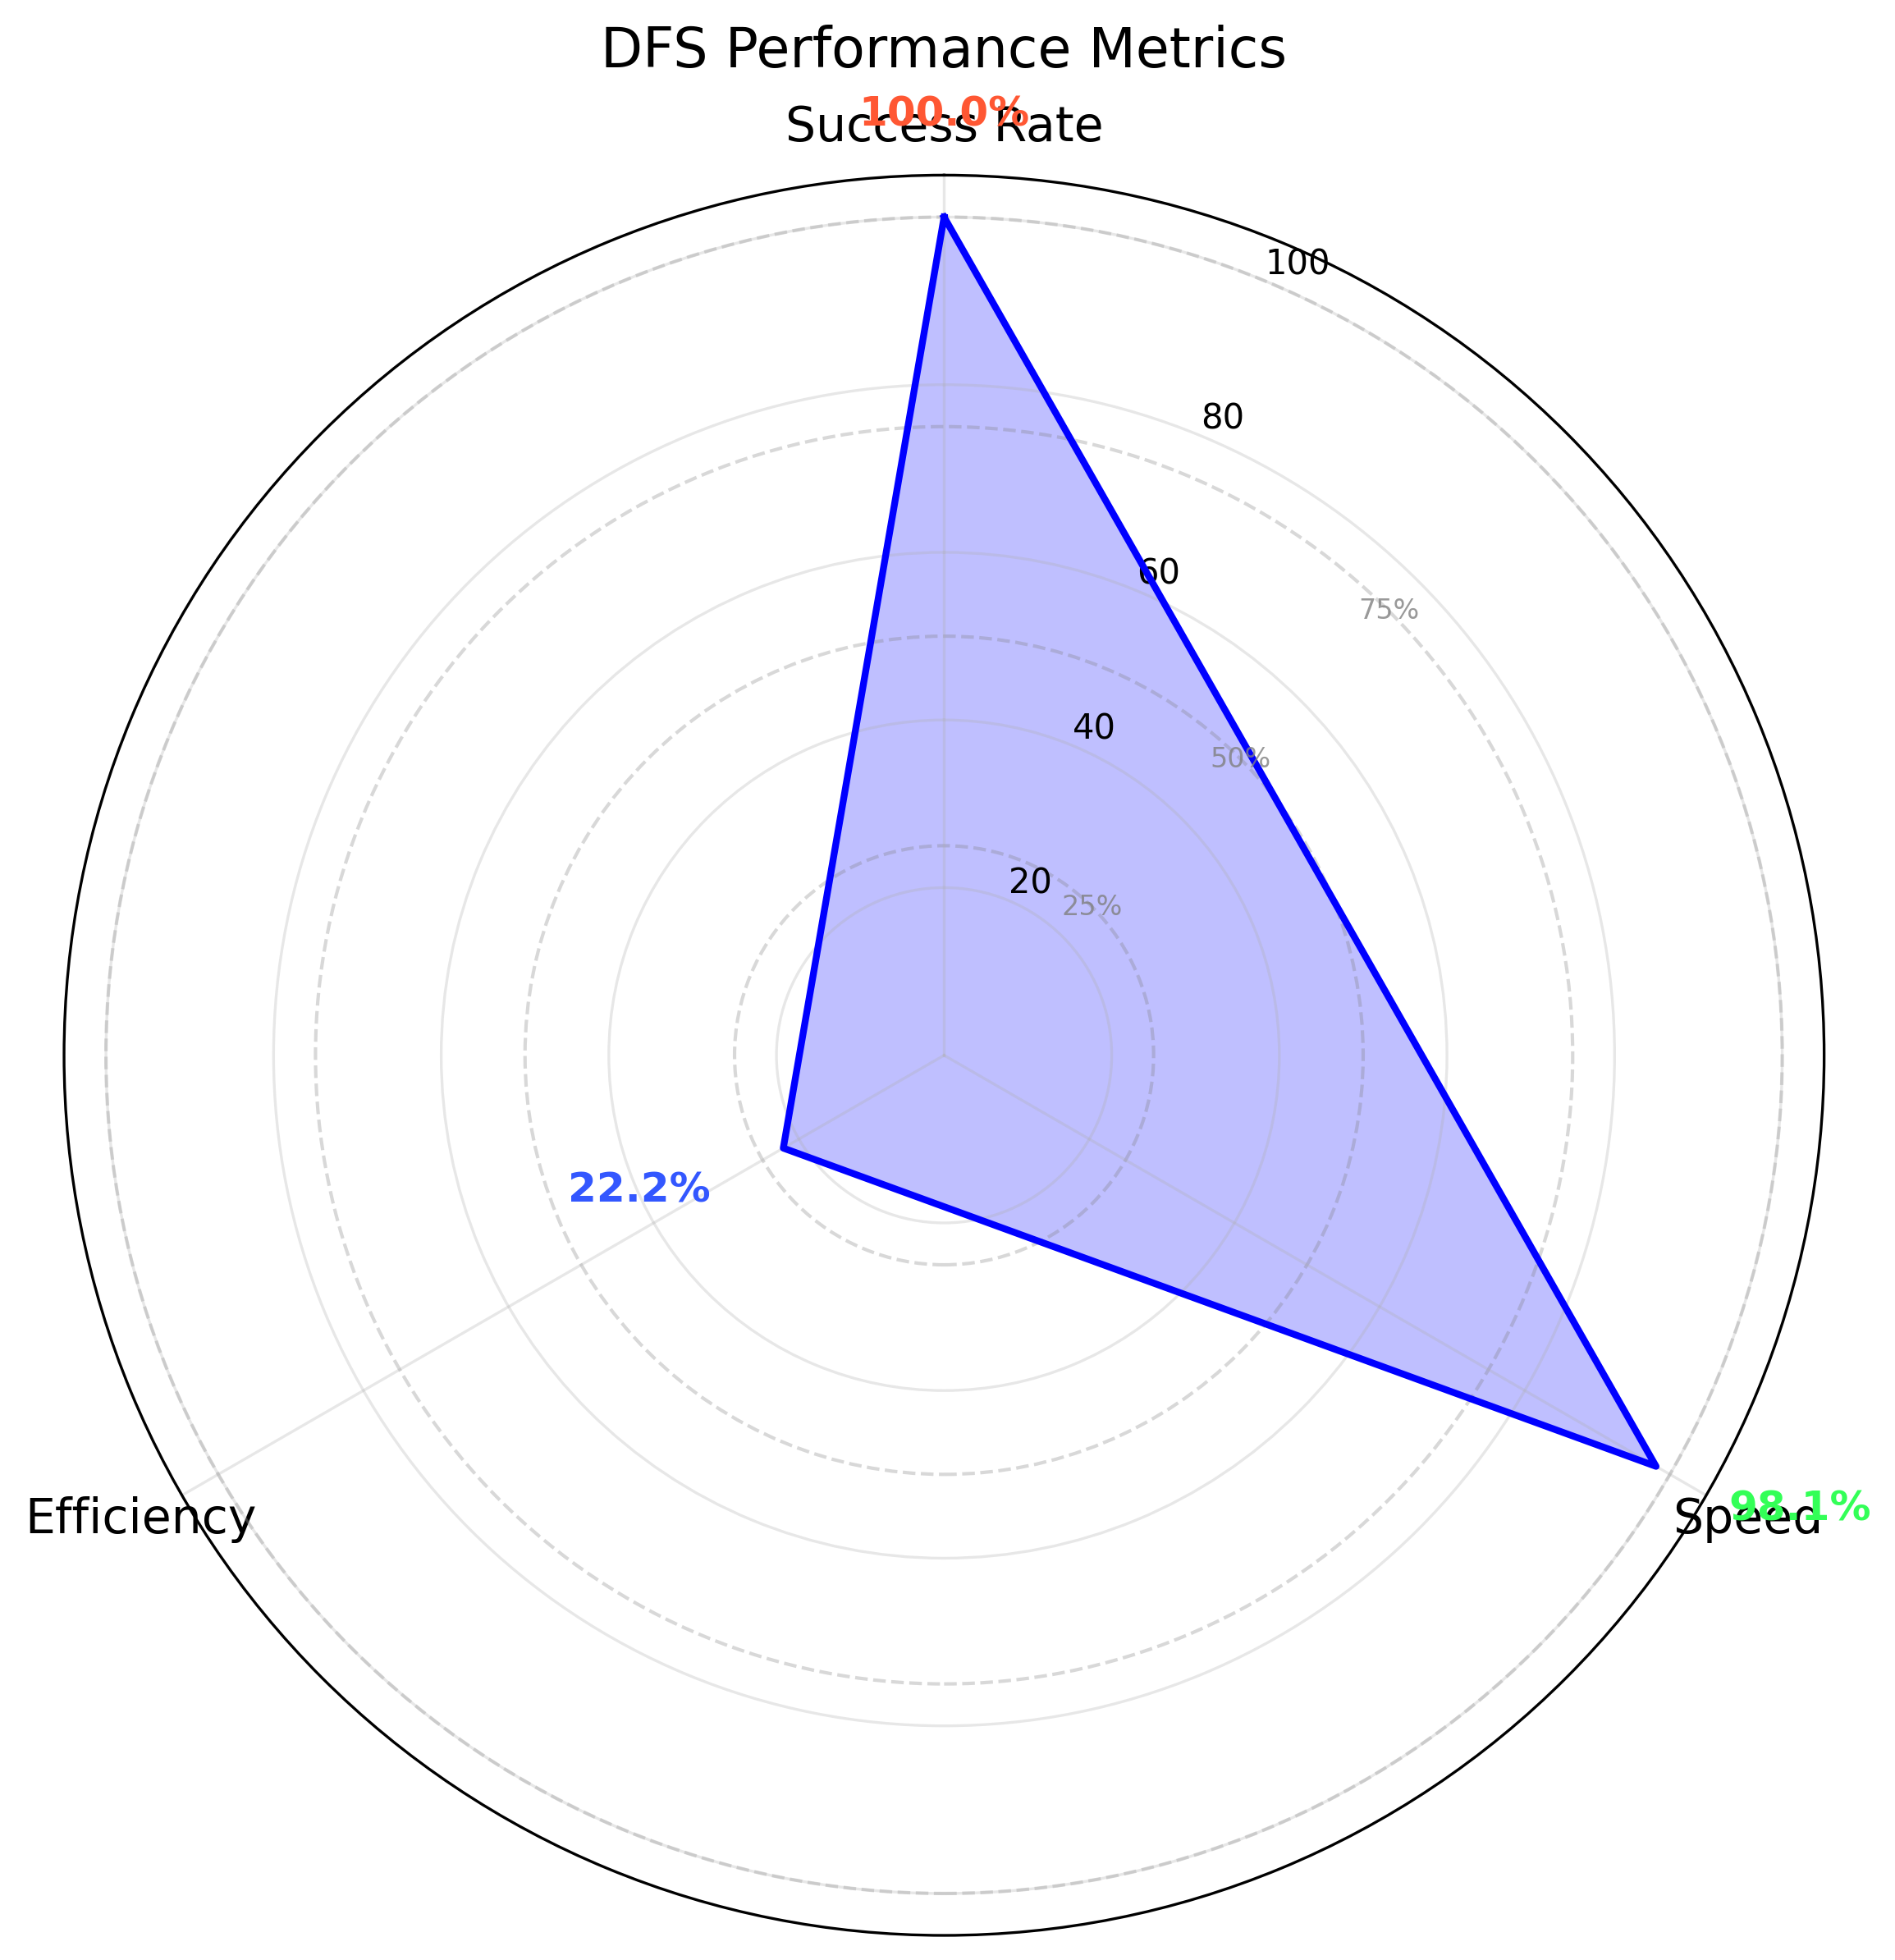 DFS Performance Metrics
100.0%
Success Rate
100
80
60
75%
40
50%
20
25%
22.2%
Efficiency
Speed
98.1%